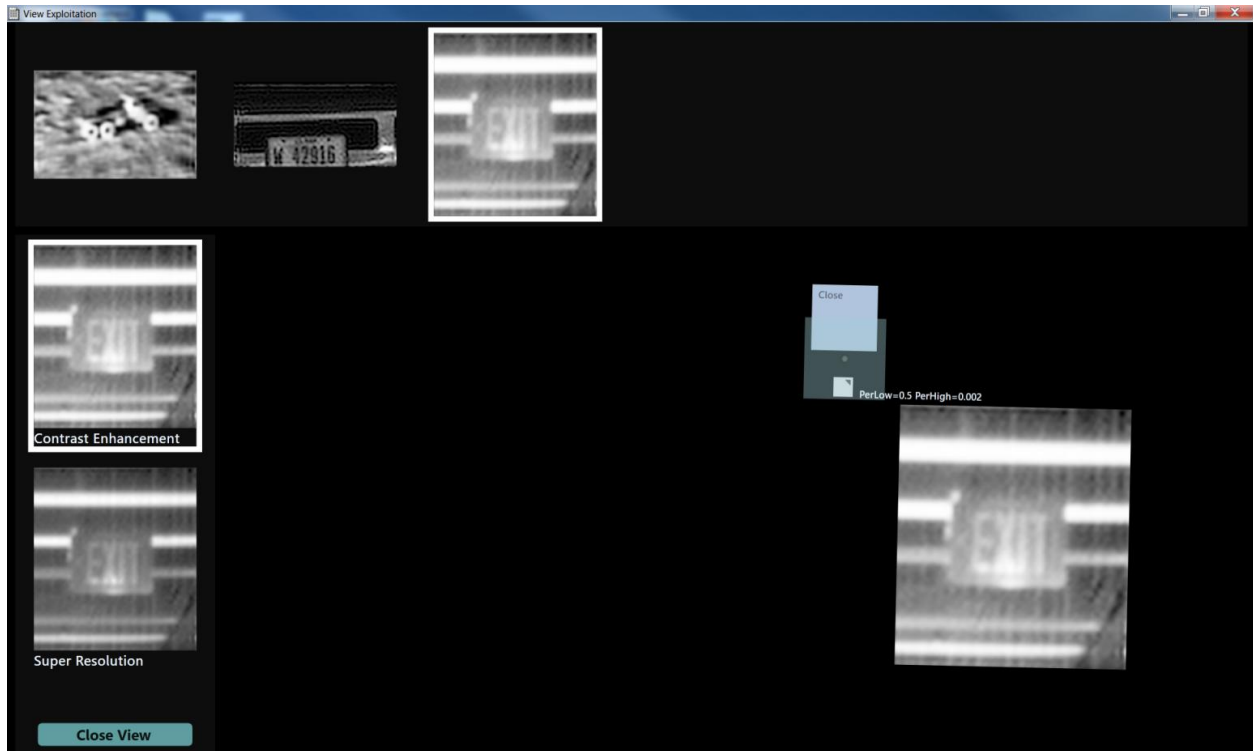 View Exploitation
W 42916
EXIT
Contrast Enhancement
EXIT
Super Resolution
Close View
Close
PerLow=0.5 PerHigh=0.002
EXIT